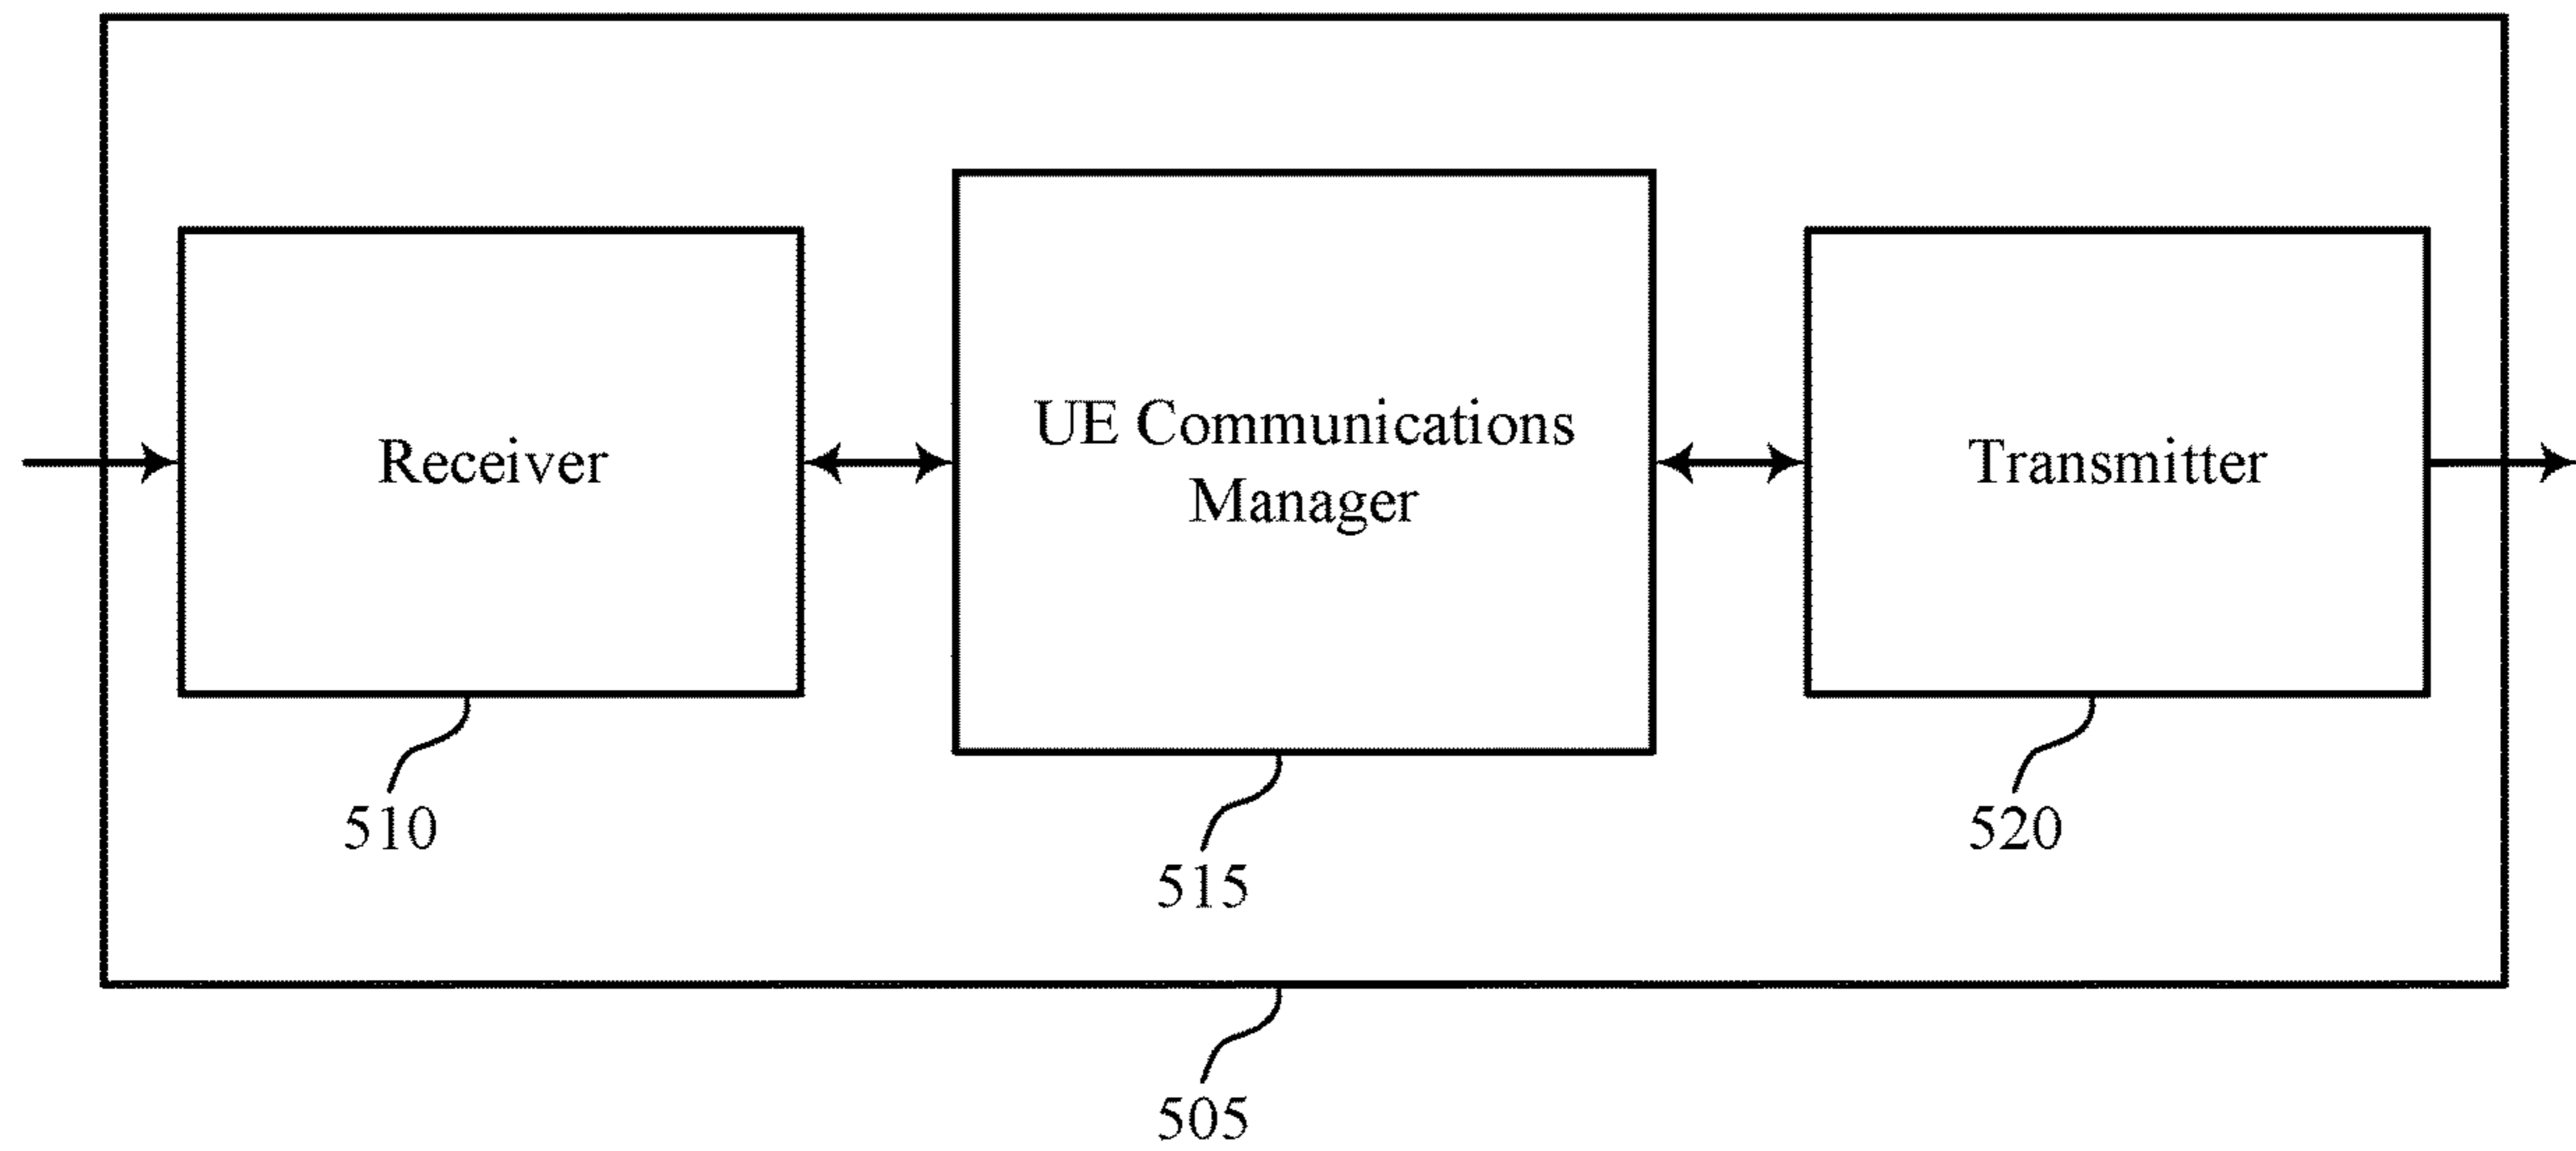 Receiver
UE Communications
Manager
Transmitter
510
515
520
505